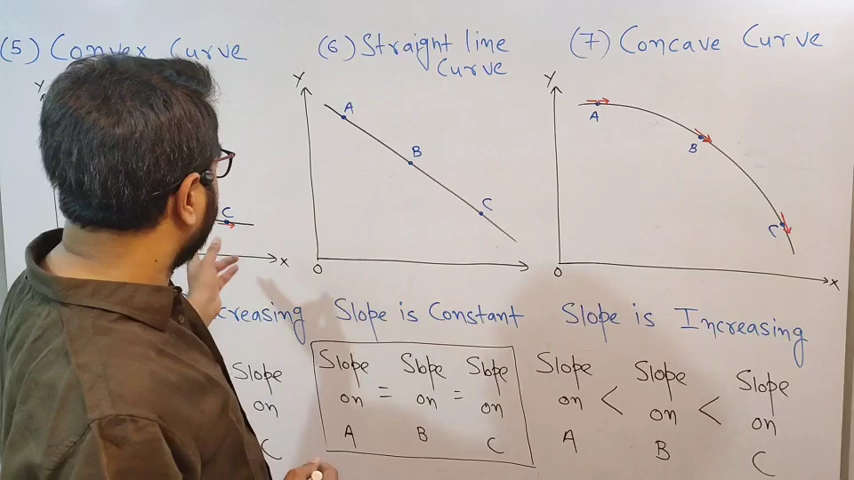 (5) Convex Curve
(6) Straight line
Curve
(7) Concave Curve
Y
C
X
Y
A
B
C
O
Y
A
B
C
O
X
creasing
Slope is Constant
Slope is Increasing
Slope
on
C
Slope on A = Slope on B = Slope on C
Slope on A < Slope on B < Slope on C